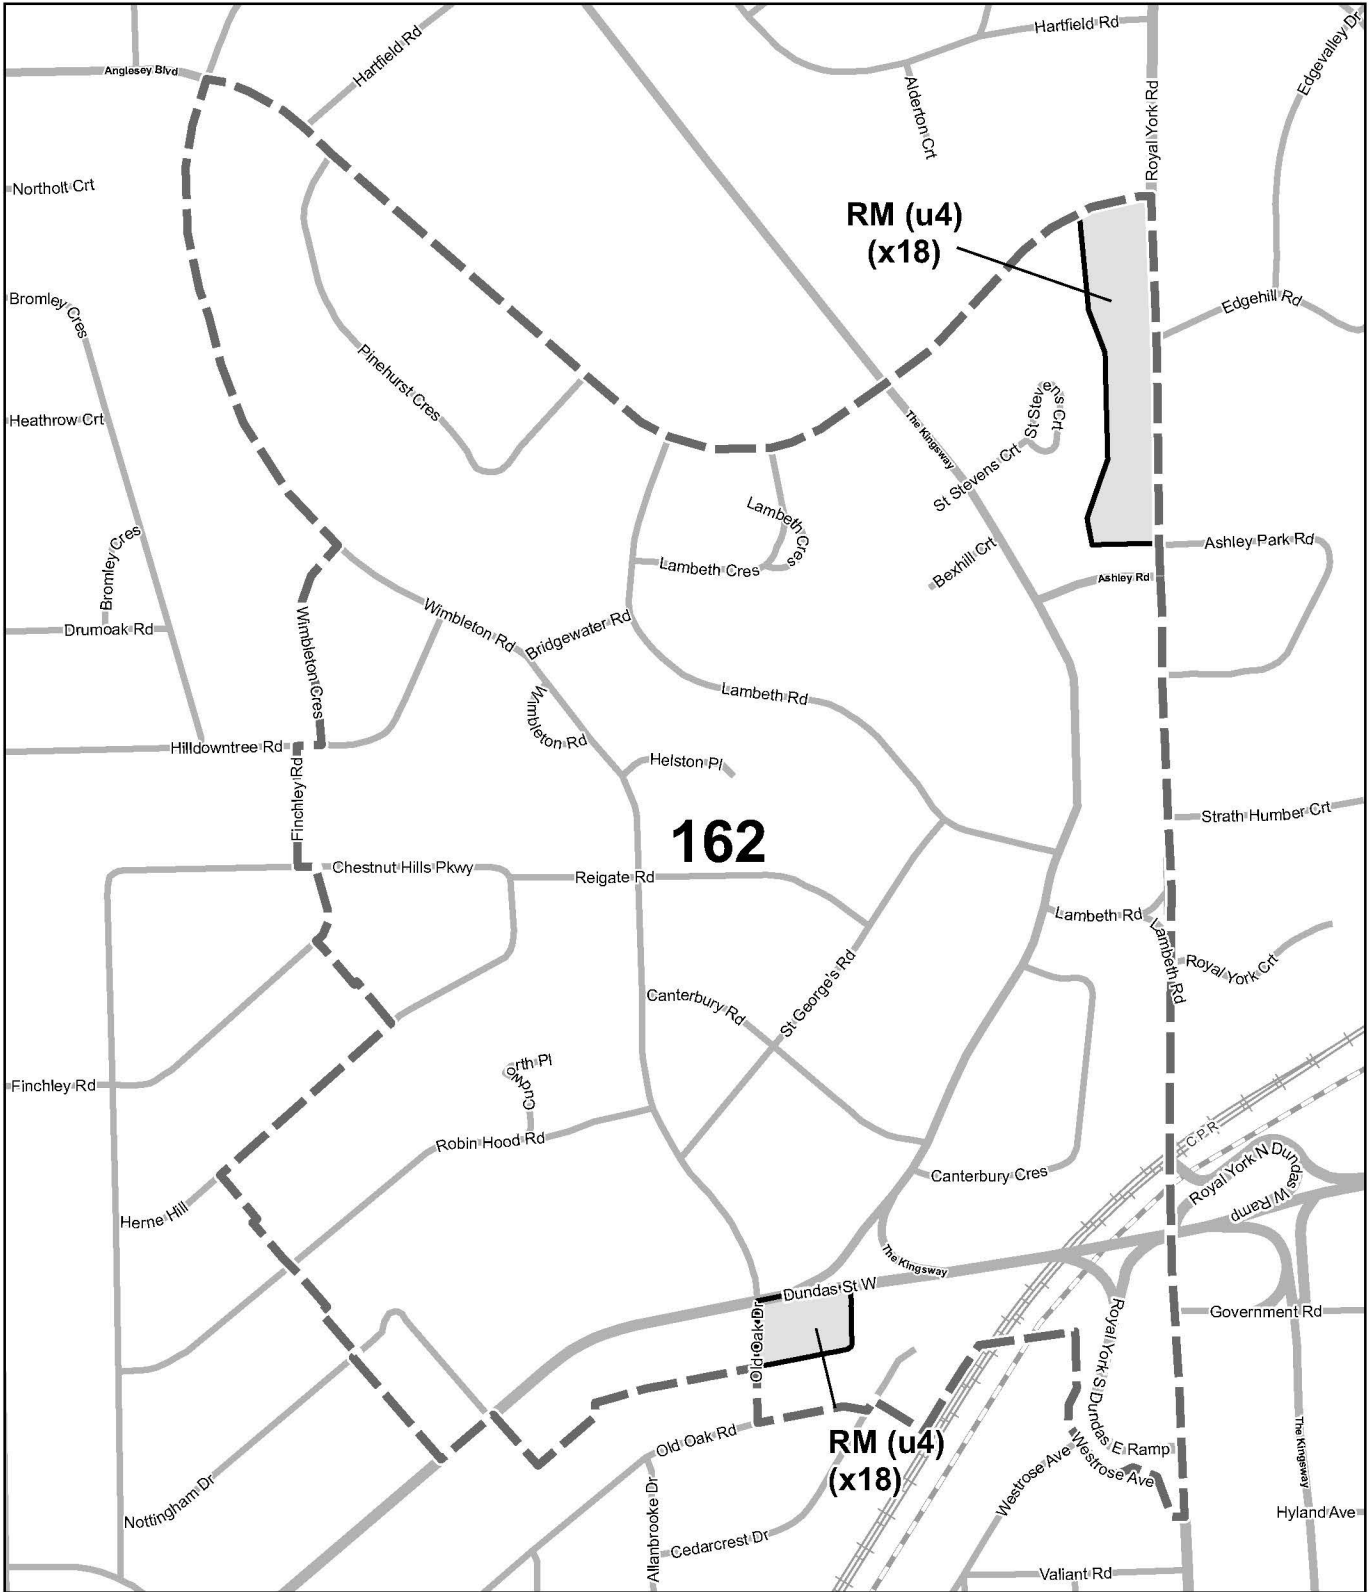 Hartfield Rd
Hartfield Rd
Edgevalley Dr
Anglesey Blvd
Alderton Crt
Royal York Rd
Northolt Crt
RM (u4)
(x18)
Bromley Cres
Edgehill Rd
Pinehurst Cres
Heathrow Crt
The Kingsway
St Stevens Crt
St Stevens Crt
Lambeth Cres
Bromley Cres
Ashley Park Rd
Lambeth Cres
Bexhill Crt
Ashley Rd
Drumoak Rd
Wimbleton Cres
Wimbleton Rd
Bridgewater Rd
Lambeth Rd
Wimbleton Rd
Hilldowntree Rd
Helston Pl
Finchley Rd
162
Strath Humber Crt
Chestnut Hills Pkwy
Reigate Rd
Lambeth Rd
Lambeth Rd
Royal York Crt
St George's Rd
Canterbury Rd
Finchley Rd
Cudworth Pl
Robin Hood Rd
C P R
Royal York N Dundas W Ramp
Canterbury Cres
Herne Hill
The Kingsway
Dundas St W
Old Oak Dr
Government Rd
Royal York S Dundas E Ramp
Old Oak Rd
RM (u4)
(x18)
Westrose Ave
Westrose Ave
The Kingsway
Nottingham Dr
Allanbrooke Dr
Cedarcrest Dr
Hyland Ave
Valiant Rd